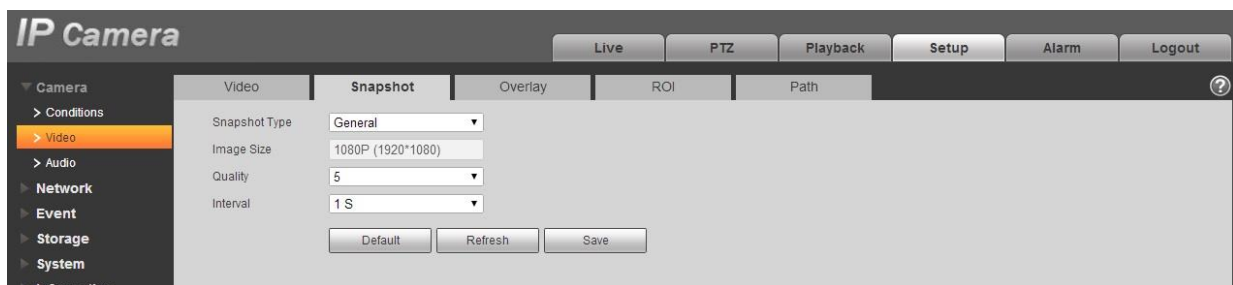 IP Camera
Live PTZ Playback Setup Alarm Logout
Camera
Video Snapshot Overlay ROI Path ?
> Conditions
> Video
> Audio
Network
Event
Storage
System
Snapshot Type General
Image Size 1080P (1920*1080)
Quality 5
Interval 1 S
Default Refresh Save